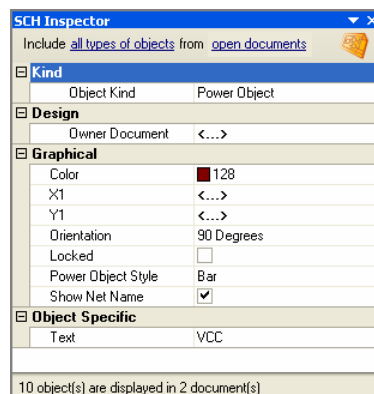 SCH Inspector
Include all types of objects from open documents
Kind
Object Kind Power Object
Design
Owner Document <...>
Graphical
Color 128
X1 <...>
Y1 <...>
Orientation 90 Degrees
Locked
Power Object Style Bar
Show Net Name
Object Specific
Text VCC
10 object(s) are displayed in 2 document(s)